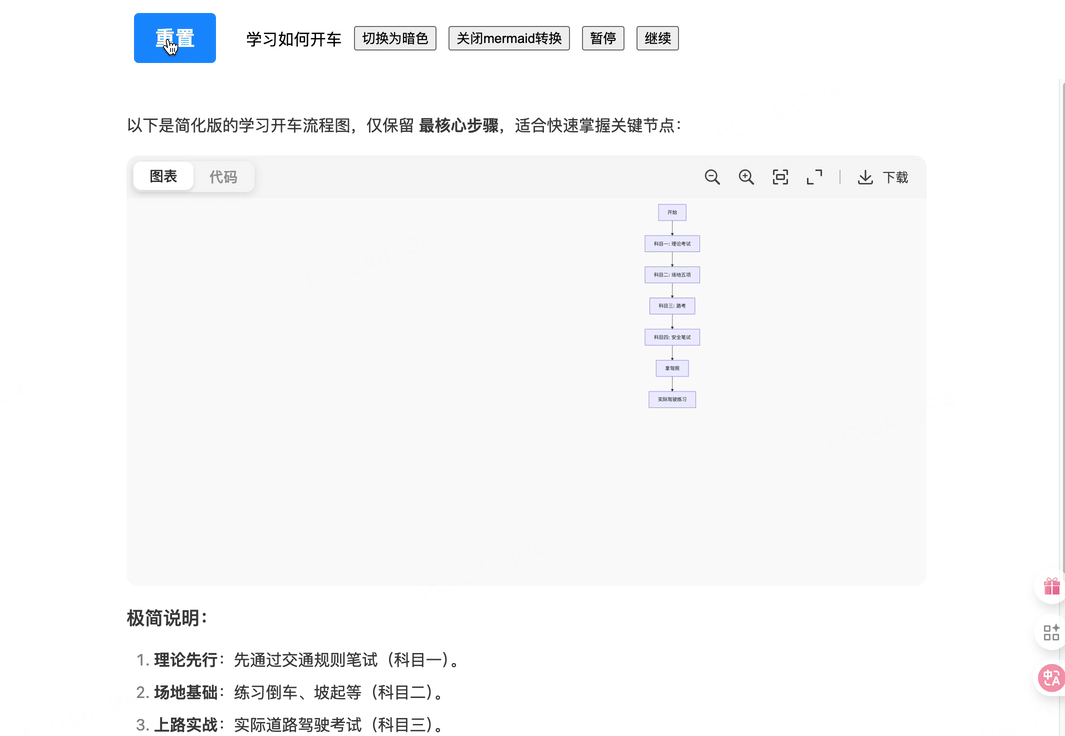 重置 学习如何开车 切换为暗色 关闭mermaid转换 暂停 继续
以下是简化版的学习开车流程图，仅保留 最核心步骤，适合快速掌握关键节点：
图表 代码 下载
开始
科目一: 理论考试
科目二: 场地五项
科目三: 路考
科目四: 安全笔试
拿驾照
实际驾驶练习
极简说明：
1. 理论先行：先通过交通规则笔试（科目一）。
2. 场地基础：练习倒车、坡起等（科目二）。
3. 上路实战：实际道路驾驶考试（科目三）。